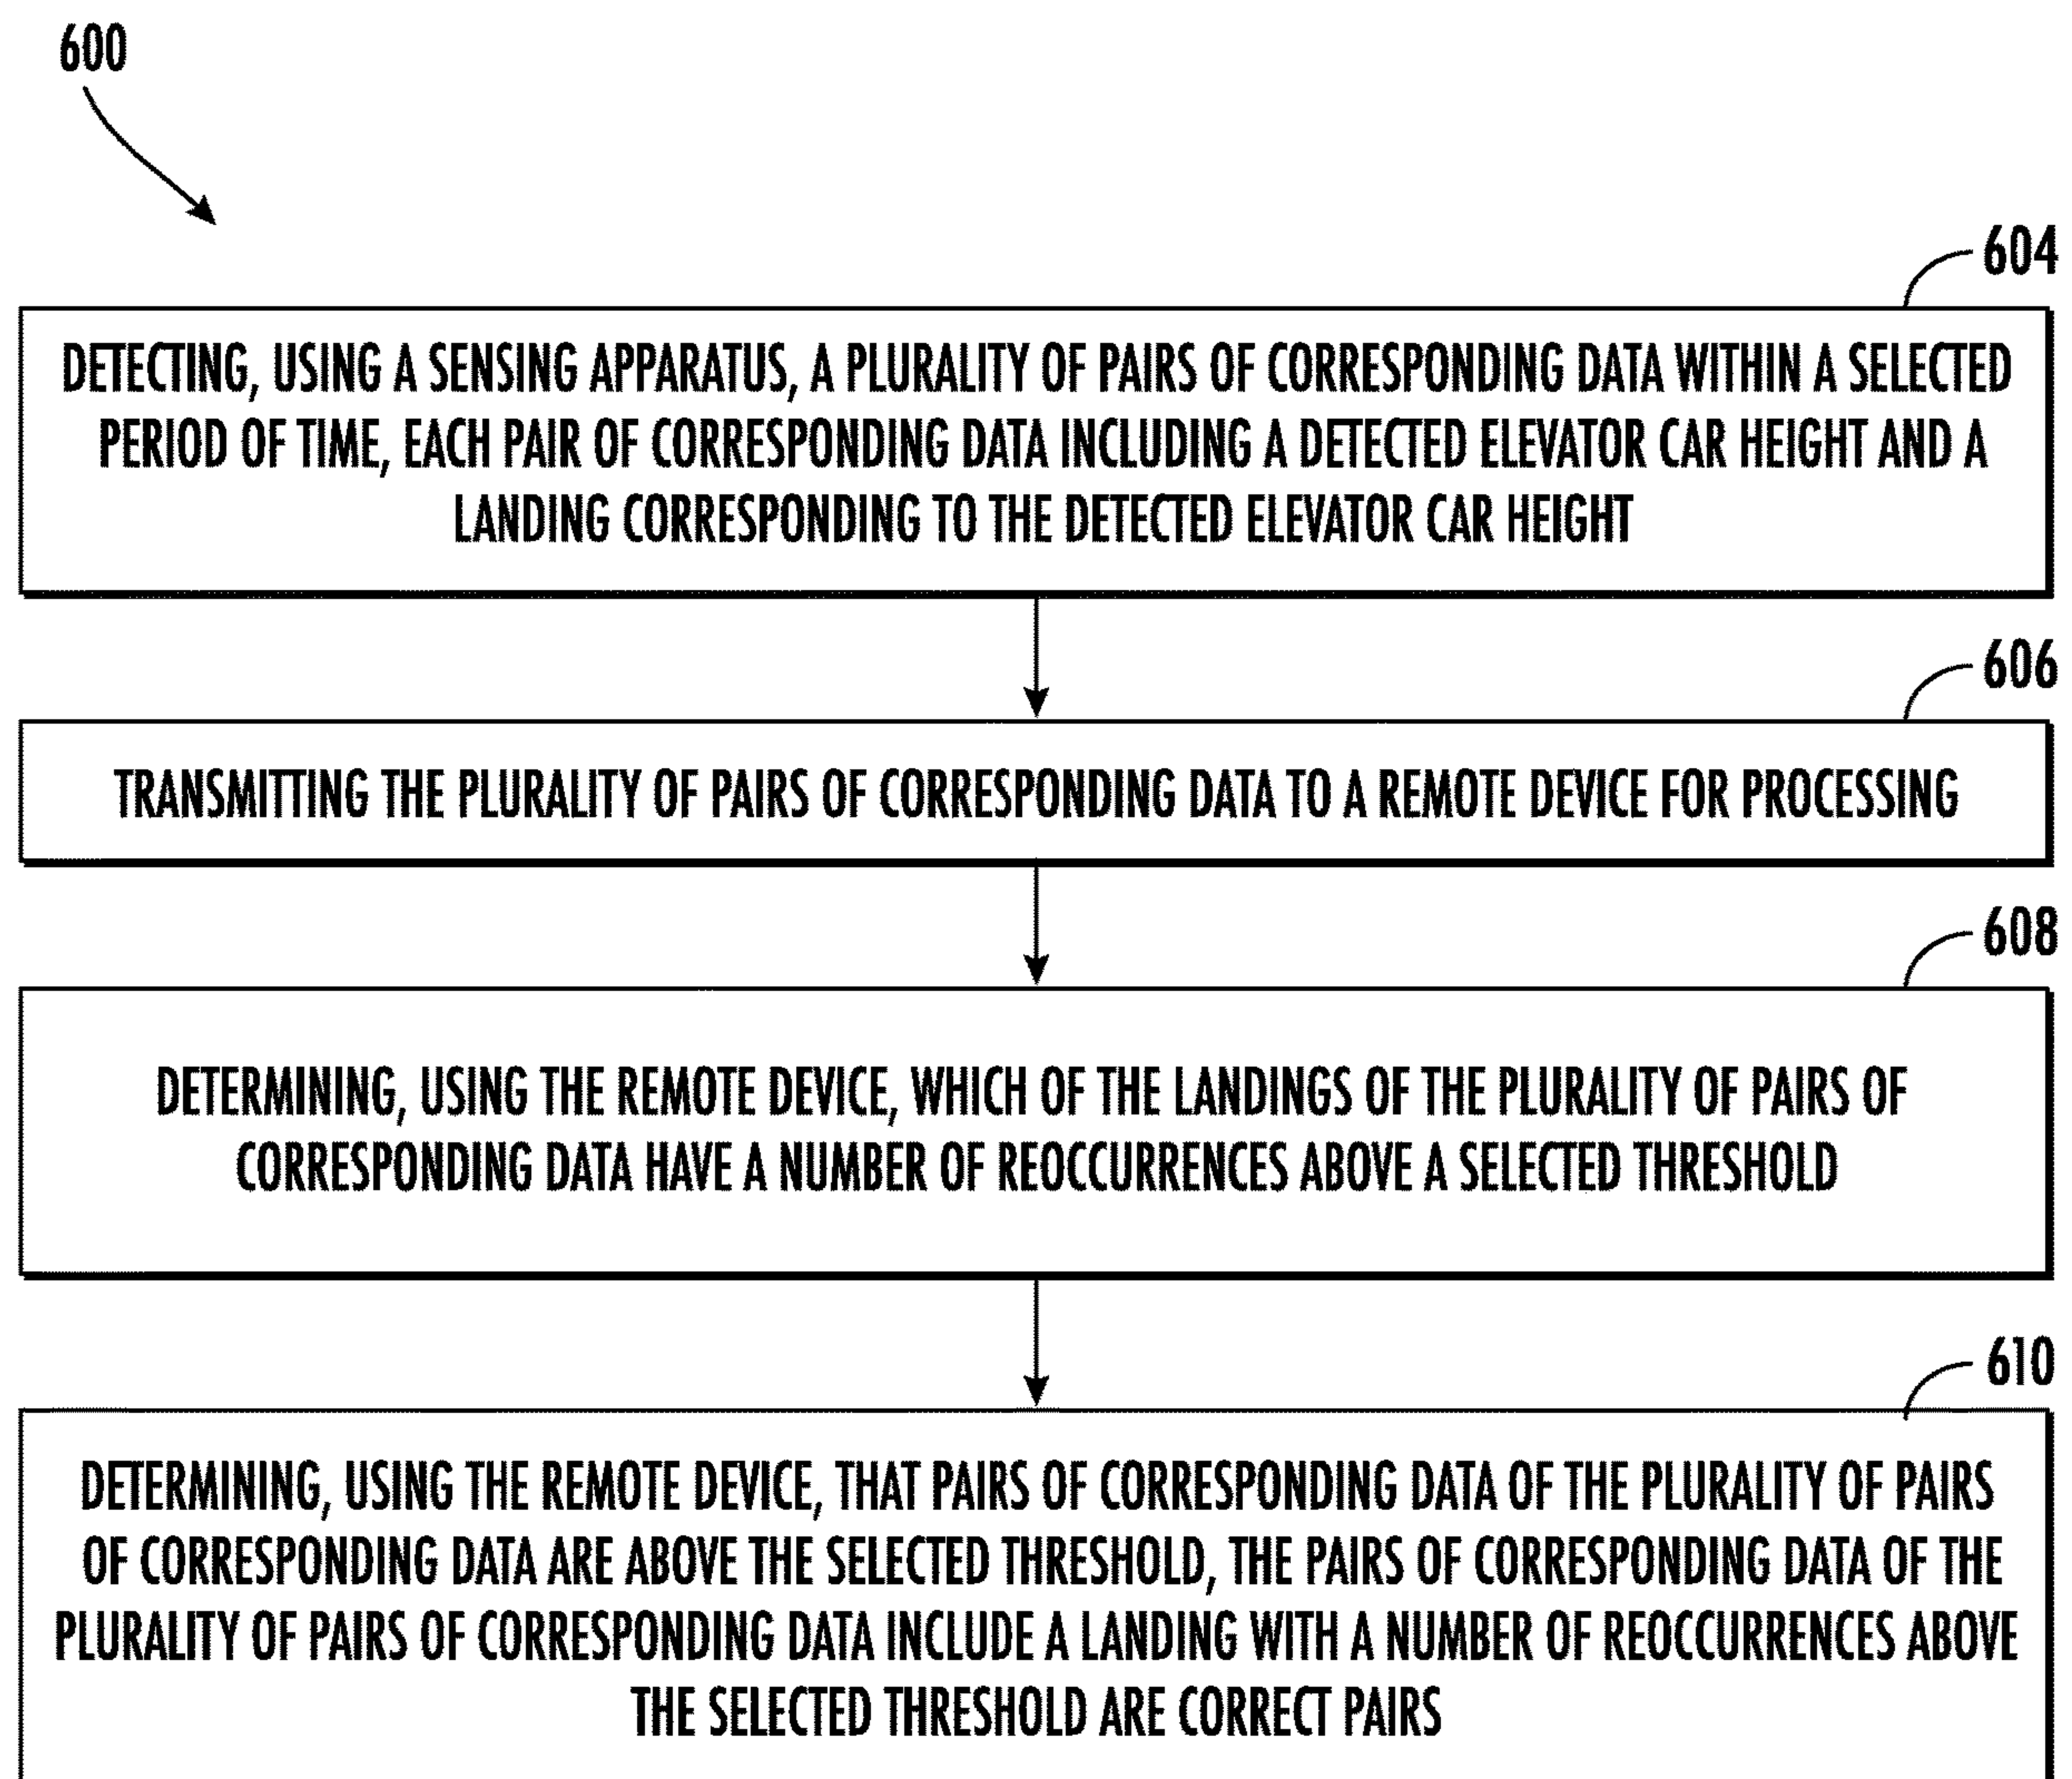 600
604
DETECTING, USING A SENSING APPARATUS, A PLURALITY OF PAIRS OF CORRESPONDING DATA WITHIN A SELECTED
PERIOD OF TIME, EACH PAIR OF CORRESPONDING DATA INCLUDING A DETECTED ELEVATOR CAR HEIGHT AND A
LANDING CORRESPONDING TO THE DETECTED ELEVATOR CAR HEIGHT
606
TRANSMITTING THE PLURALITY OF PAIRS OF CORRESPONDING DATA TO A REMOTE DEVICE FOR PROCESSING
608
DETERMINING, USING THE REMOTE DEVICE, WHICH OF THE LANDINGS OF THE PLURALITY OF PAIRS OF
CORRESPONDING DATA HAVE A NUMBER OF REOCCURRENCES ABOVE A SELECTED THRESHOLD
610
DETERMINING, USING THE REMOTE DEVICE, THAT PAIRS OF CORRESPONDING DATA OF THE PLURALITY OF PAIRS
OF CORRESPONDING DATA ARE ABOVE THE SELECTED THRESHOLD, THE PAIRS OF CORRESPONDING DATA OF THE
PLURALITY OF PAIRS OF CORRESPONDING DATA INCLUDE A LANDING WITH A NUMBER OF REOCCURRENCES ABOVE
THE SELECTED THRESHOLD ARE CORRECT PAIRS